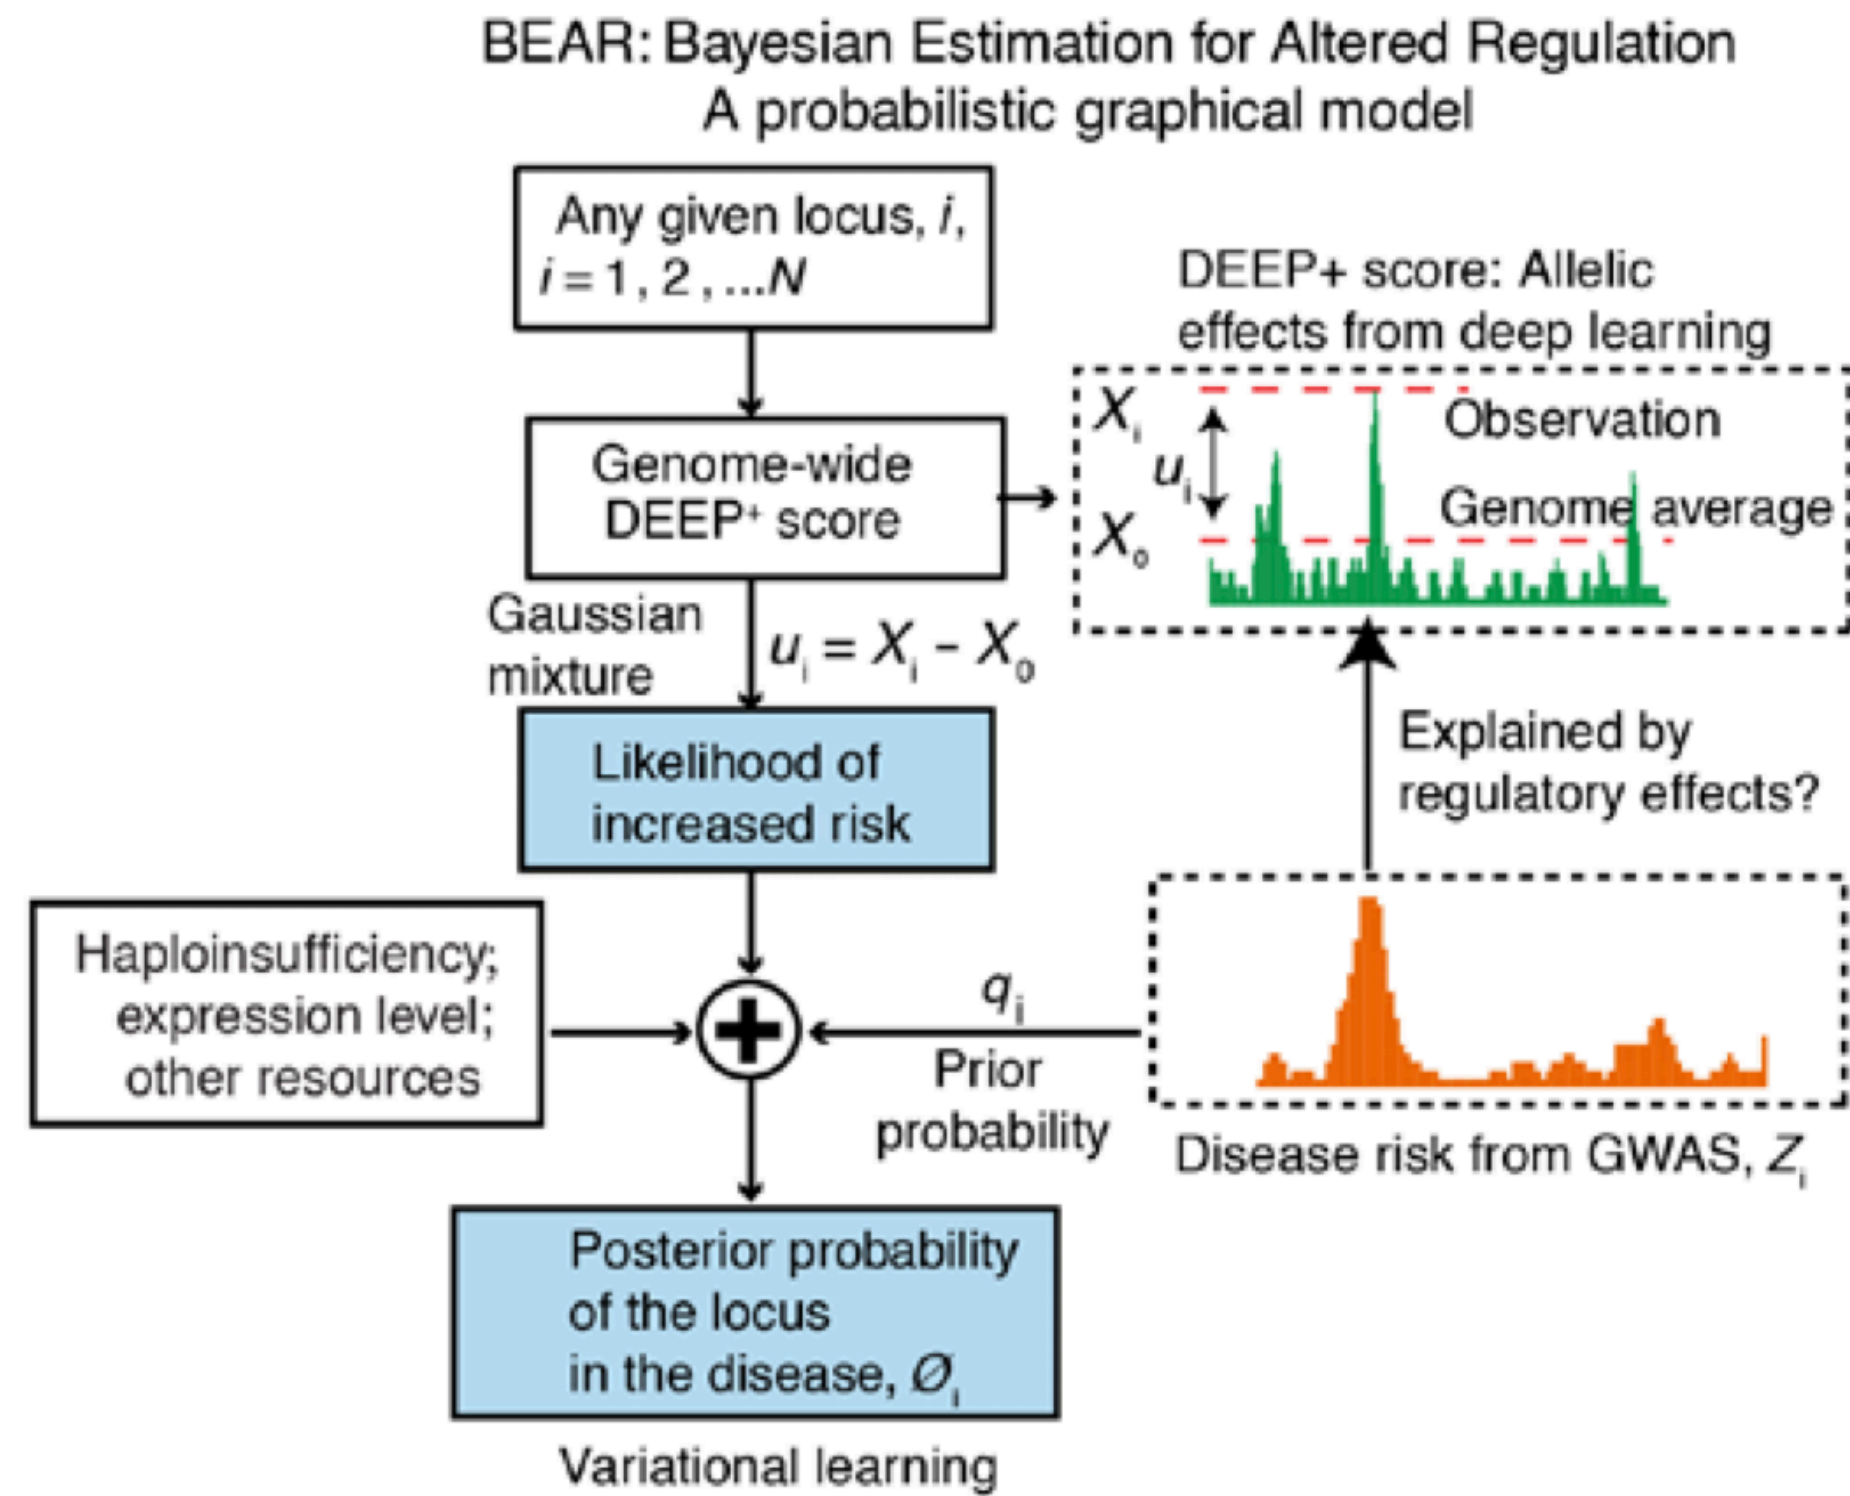 BEAR: Bayesian Estimation for Altered Regulation
A probabilistic graphical model
Any given locus, i,
i = 1, 2, ...N
DEEP+ score: Allelic
effects from deep learning
Xi
Observation
ui
Genome average
X0
Genome-wide
DEEP+ score
Gaussian
mixture
ui = Xi − X0
Likelihood of
increased risk
Explained by
regulatory effects?
Haploinsufficiency;
expression level;
other resources
qi
Prior
probability
Disease risk from GWAS, Zi
Posterior probability
of the locus
in the disease, Øi
Variational learning